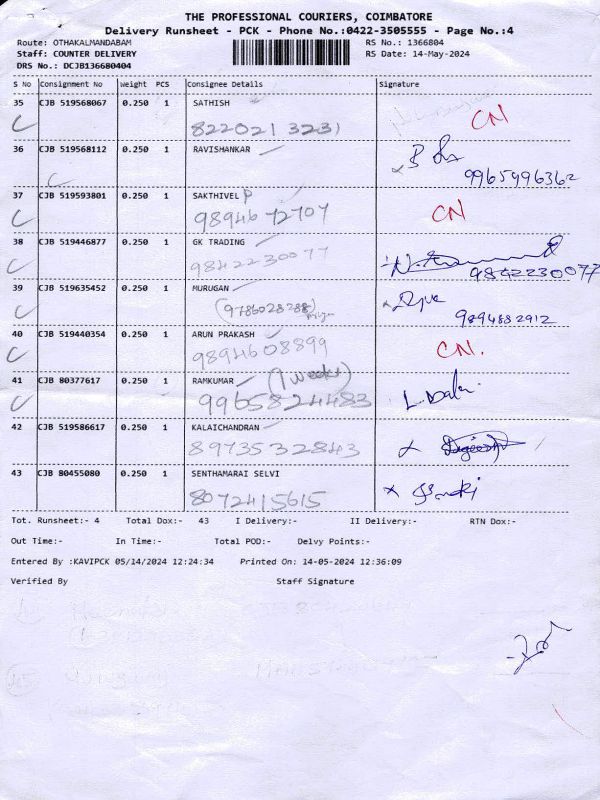 THE PROFESSIONAL COURIERS, COIMBATORE
Delivery Runsheet - PCK - Phone No.:0422-3505555 - Page No.:4
Route: OTHAKALMANDABAM RS No.: 1366804
Staff: COUNTER DELIVERY RS Date: 14-May-2024
DRS No.: DCJB136680404
S No Consignment No Weight PCS Consignee Details Signature
35 CJB 519568067 0.250 1 SATHISH
8220213231 CN
36 CJB 519568112 0.250 1 RAVISHANKAR
9965996362
37 CJB 519593801 0.250 1 SAKTHIVEL P
9894672707 CN
38 CJB 519446877 0.250 1 GK TRADING
9842230077 9842230077
39 CJB 519635452 0.250 1 MURUGAN
(9786028288) 9894882912
40 CJB 519440354 0.250 1 ARUN PRAKASH
9894608899 CN.
41 CJB 80377617 0.250 1 RAMKUMAR (1 week)
9965824483
42 CJB 519586617 0.250 1 KALAICHANDRAN
8973532843
43 CJB 80455080 0.250 1 SENTHAMARAI SELVI
8072415615
Tot. Runsheet:- 4 Total Dox:- 43 I Delivery:- II Delivery:- RTN Dox:-
Out Time:- In Time:- Total POD:- Delvy Points:-
Entered By :KAVIPCK 05/14/2024 12:24:34 Printed On: 14-05-2024 12:36:09
Verified By Staff Signature